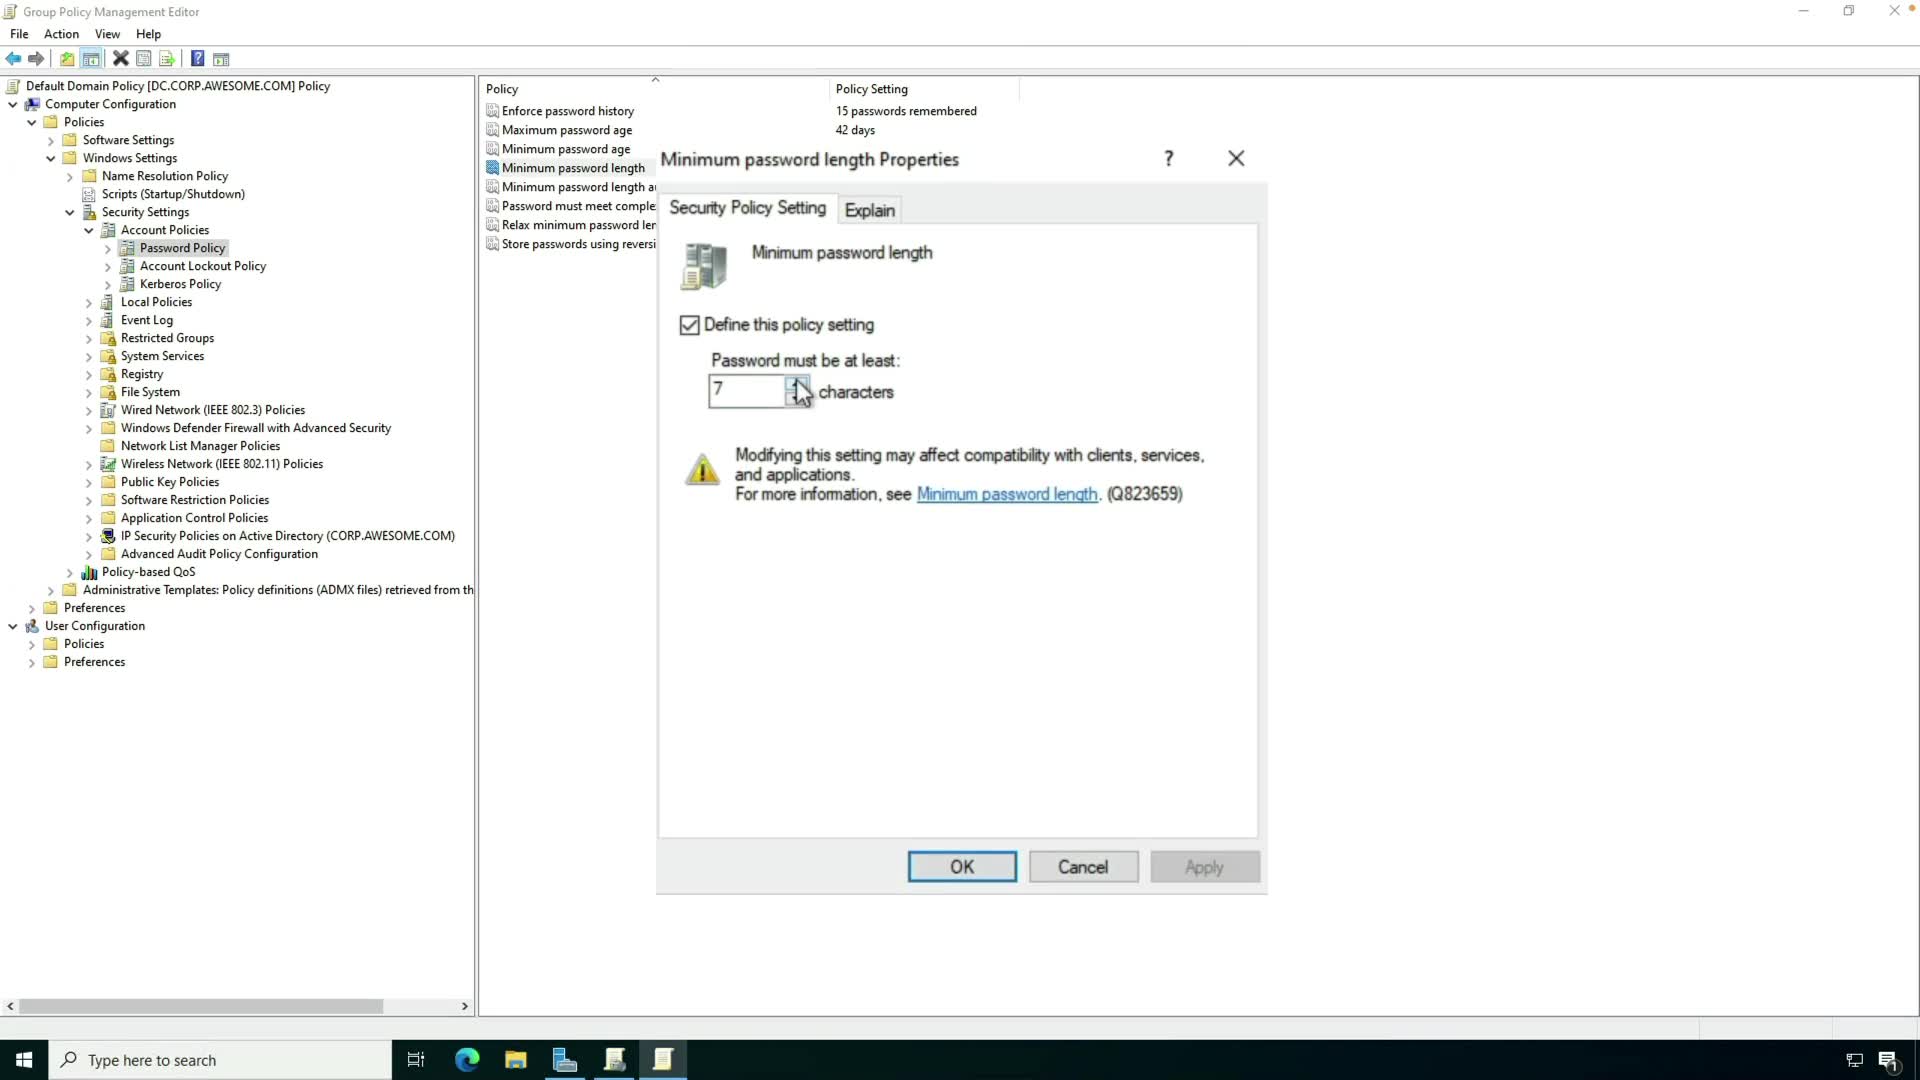 Group Policy Management Editor
File Action View Help
Default Domain Policy [DC.CORP.AWESOME.COM] Policy
Computer Configuration
Policies
Software Settings
Windows Settings
Name Resolution Policy
Scripts (Startup/Shutdown)
Security Settings
Account Policies
Password Policy
Account Lockout Policy
Kerberos Policy
Local Policies
Event Log
Restricted Groups
System Services
Registry
File System
Wired Network (IEEE 802.3) Policies
Windows Defender Firewall with Advanced Security
Network List Manager Policies
Wireless Network (IEEE 802.11) Policies
Public Key Policies
Software Restriction Policies
Application Control Policies
IP Security Policies on Active Directory (CORP.AWESOME.COM)
Advanced Audit Policy Configuration
Policy-based QoS
Administrative Templates: Policy definitions (ADMX files) retrieved from th
Preferences
User Configuration
Policies
Preferences
Policy Policy Setting
Enforce password history 15 passwords remembered
Maximum password age 42 days
Minimum password age
Minimum password length
Minimum password length a
Password must meet comple
Relax minimum password ler
Store passwords using reversi
Minimum password length Properties
?
Security Policy Setting Explain
Minimum password length
Define this policy setting
Password must be at least:
7 characters
Modifying this setting may affect compatibility with clients, services,
and applications.
For more information, see Minimum password length. (Q823659)
OK Cancel Apply
Type here to search
1